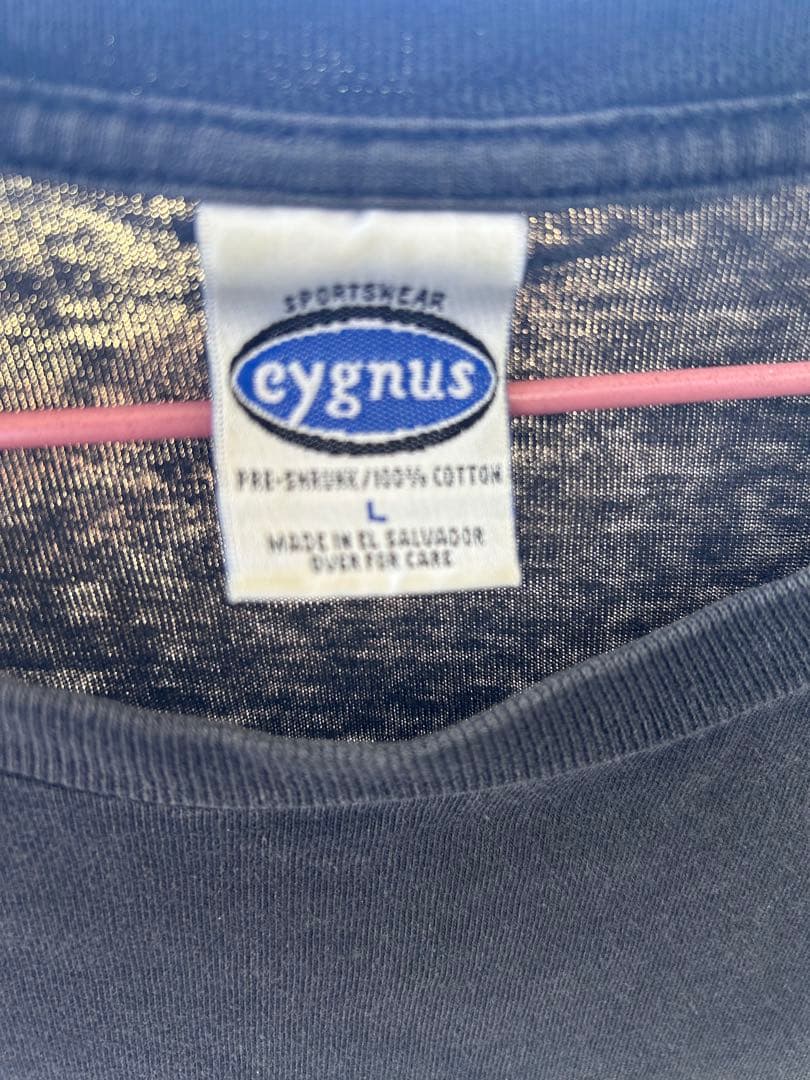 SPORTSWEAR
cygnus
PRE-SHRUNK/100% COTTON
L
MADE IN EL SALVADOR
OVER FOR CARE